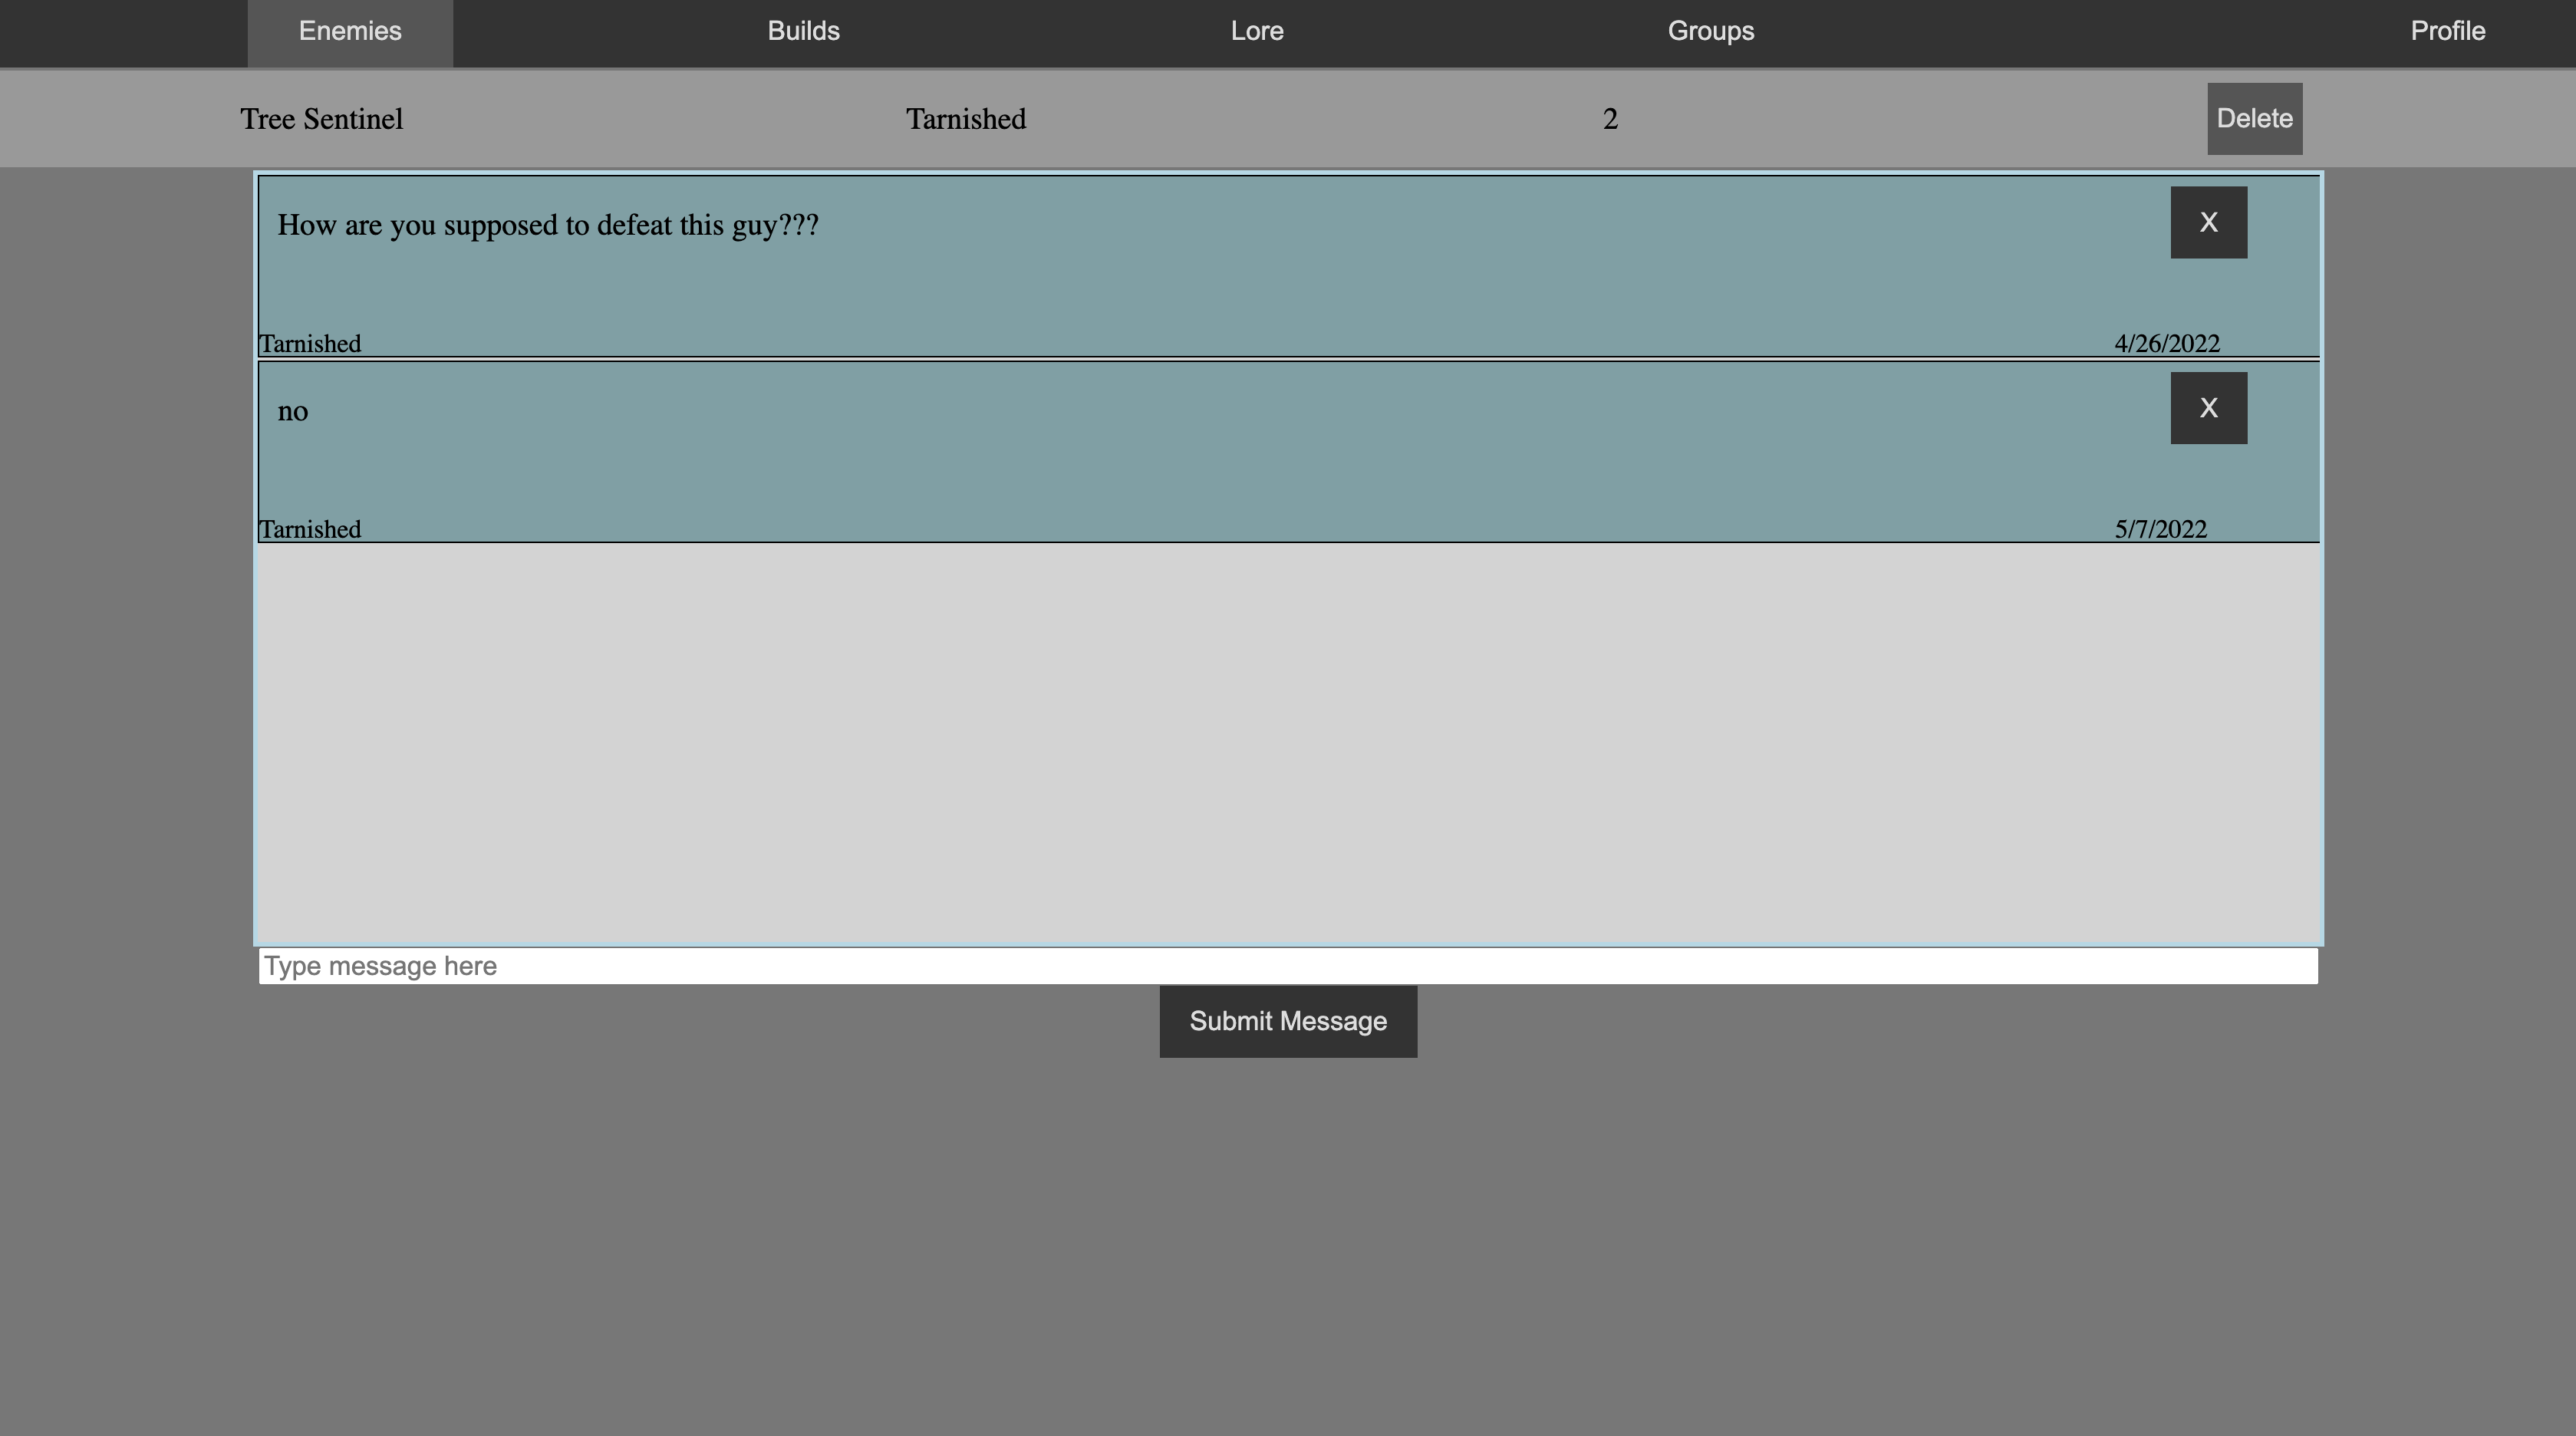 Enemies Builds Lore Groups Profile
Tree Sentinel Tarnished 2 Delete
How are you supposed to defeat this guy??? X
Tarnished 4/26/2022
no X
Tarnished 5/7/2022
Type message here
Submit Message